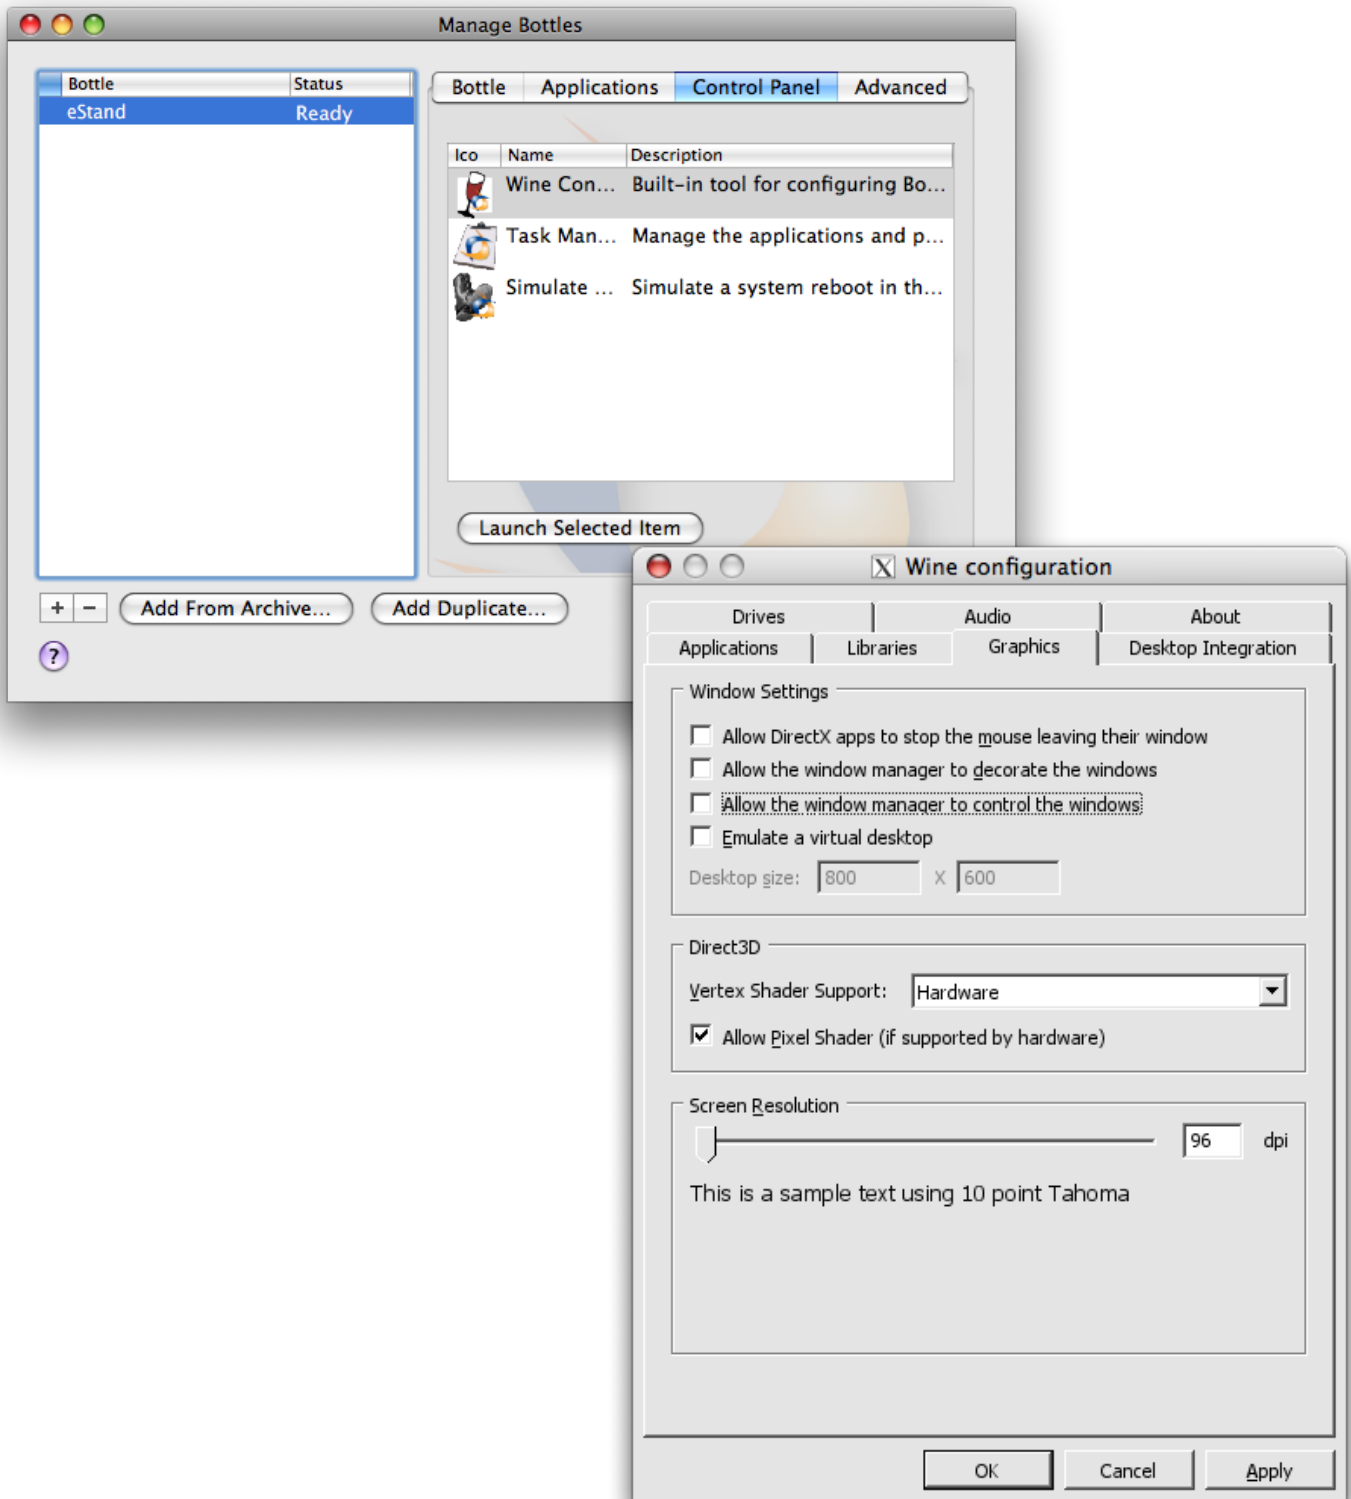 Manage Bottles
Bottle Status
eStand Ready
Bottle Applications Control Panel Advanced
Ico Name Description
Wine Con... Built-in tool for configuring Bo...
Task Man... Manage the applications and p...
Simulate ... Simulate a system reboot in th...
Launch Selected Item
+ − Add From Archive... Add Duplicate...
?
X Wine configuration
Drives Audio About
Applications Libraries Graphics Desktop Integration
Window Settings
Allow DirectX apps to stop the mouse leaving their window
Allow the window manager to decorate the windows
Allow the window manager to control the windows
Emulate a virtual desktop
Desktop size: 800 X 600
Direct3D
Vertex Shader Support: Hardware
Allow Pixel Shader (if supported by hardware)
Screen Resolution
96 dpi
This is a sample text using 10 point Tahoma
OK Cancel Apply